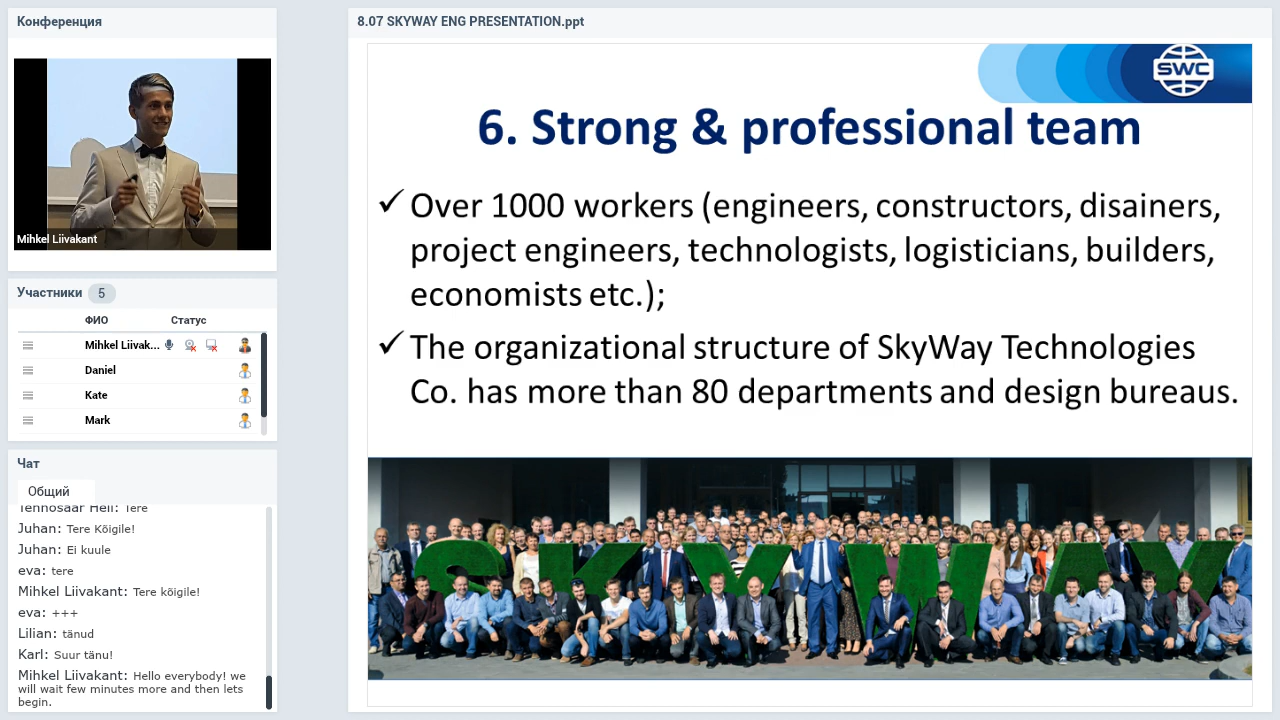 Конференция
Mihkel Liivakant
Участники 5
ФИО Статус
Mihkel Liivak...
Daniel
Kate
Mark
Чат
Общий
Tennosaar Heli: Tere
Juhan: Tere Kõigile!
Juhan: Ei kuule
eva: tere
Mihkel Liivakant: Tere kõigile!
eva: +++
Lilian: tänud
Karl: Suur tänu!
Mihkel Liivakant: Hello everybody! we
will wait few minutes more and then lets
begin.
8.07 SKYWAY ENG PRESENTATION.ppt
SWC
6. Strong & professional team
✓ Over 1000 workers (engineers, constructors, disainers,
project engineers, technologists, logisticians, builders,
economists etc.);
✓ The organizational structure of SkyWay Technologies
Co. has more than 80 departments and design bureaus.
SKYWAY